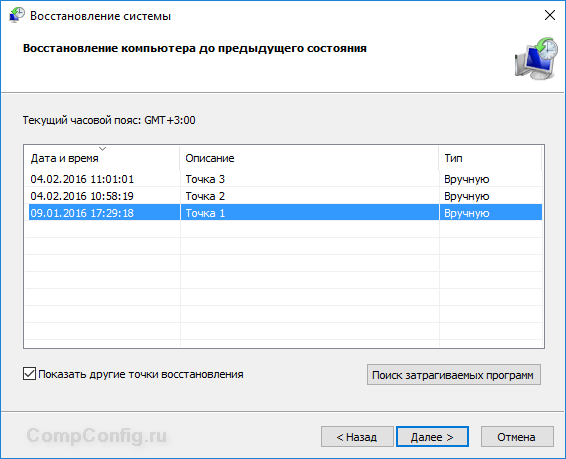 Восстановление системы
Восстановление компьютера до предыдущего состояния
Текущий часовой пояс: GMT+3:00
Дата и время Описание Тип
04.02.2016 11:01:01 Точка 3 Вручную
04.02.2016 10:58:19 Точка 2 Вручную
09.01.2016 17:29:18 Точка 1 Вручную
Показать другие точки восстановления Поиск затрагиваемых программ
CompConfig.ru < Назад Далее > Отмена